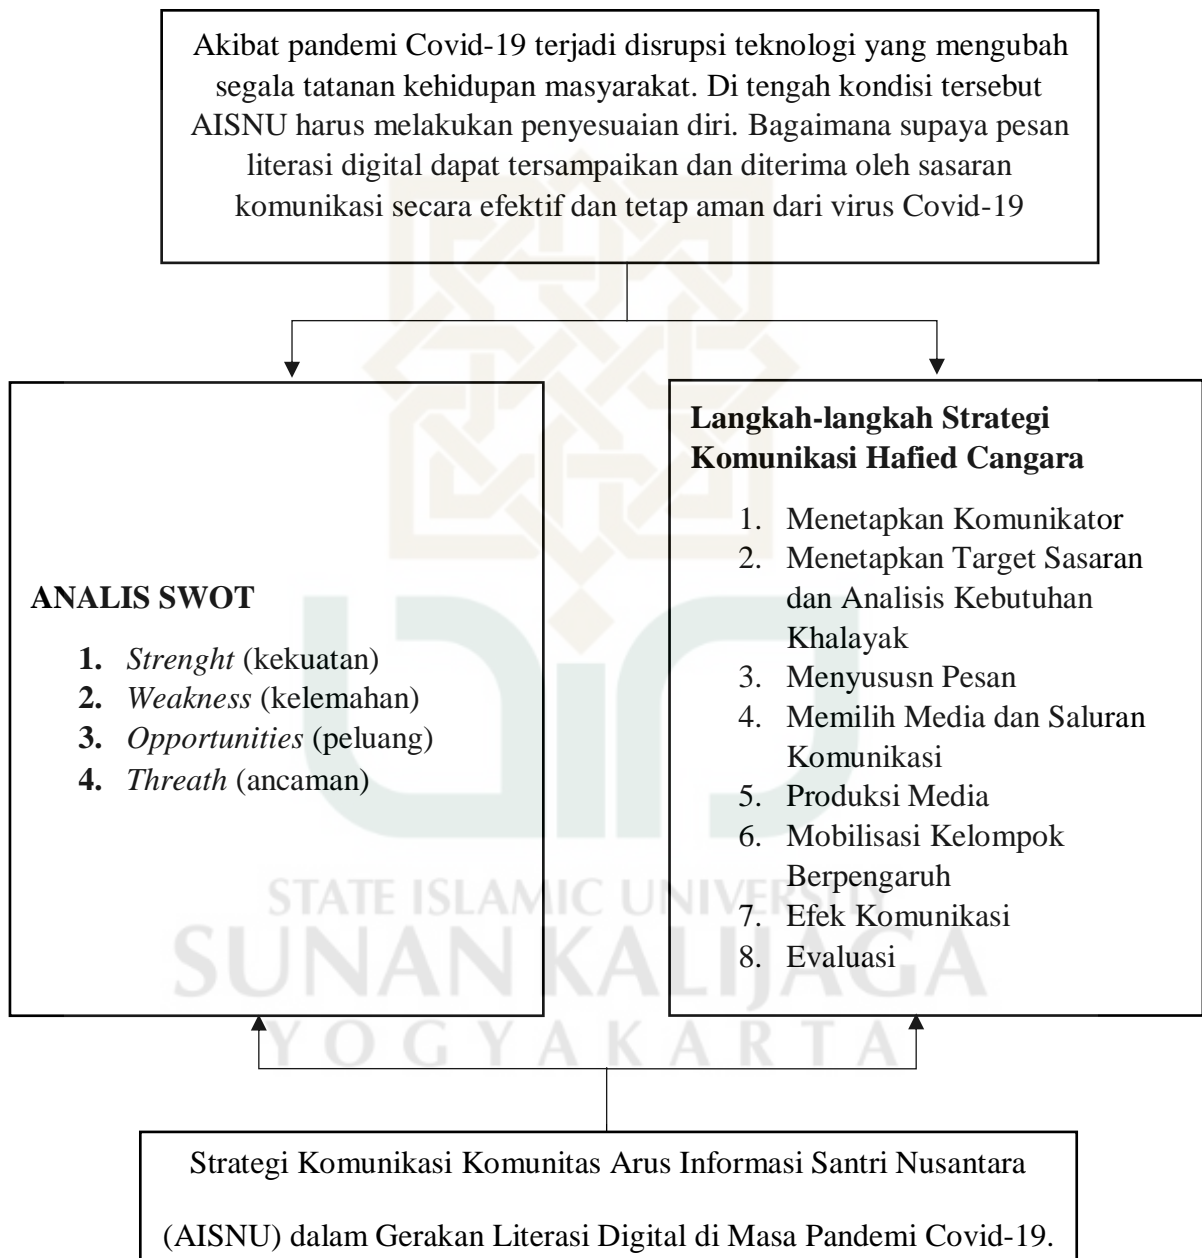 Akibat pandemi Covid-19 terjadi disrupsi teknologi yang mengubah
segala tatanan kehidupan masyarakat. Di tengah kondisi tersebut
AISNU harus melakukan penyesuaian diri. Bagaimana supaya pesan
literasi digital dapat tersampaikan dan diterima oleh sasaran
komunikasi secara efektif dan tetap aman dari virus Covid-19
ANALIS SWOT
1. Strenght (kekuatan)
2. Weakness (kelemahan)
3. Opportunities (peluang)
4. Threath (ancaman)
Langkah-langkah Strategi
Komunikasi Hafied Cangara
1. Menetapkan Komunikator
2. Menetapkan Target Sasaran
dan Analisis Kebutuhan
Khalayak
3. Menyususn Pesan
4. Memilih Media dan Saluran
Komunikasi
5. Produksi Media
6. Mobilisasi Kelompok
Berpengaruh
7. Efek Komunikasi
8. Evaluasi
STATE ISLAMIC UNIVERSITY
SUNAN KALIJAGA
YOGYAKARTA
Strategi Komunikasi Komunitas Arus Informasi Santri Nusantara
(AISNU) dalam Gerakan Literasi Digital di Masa Pandemi Covid-19.